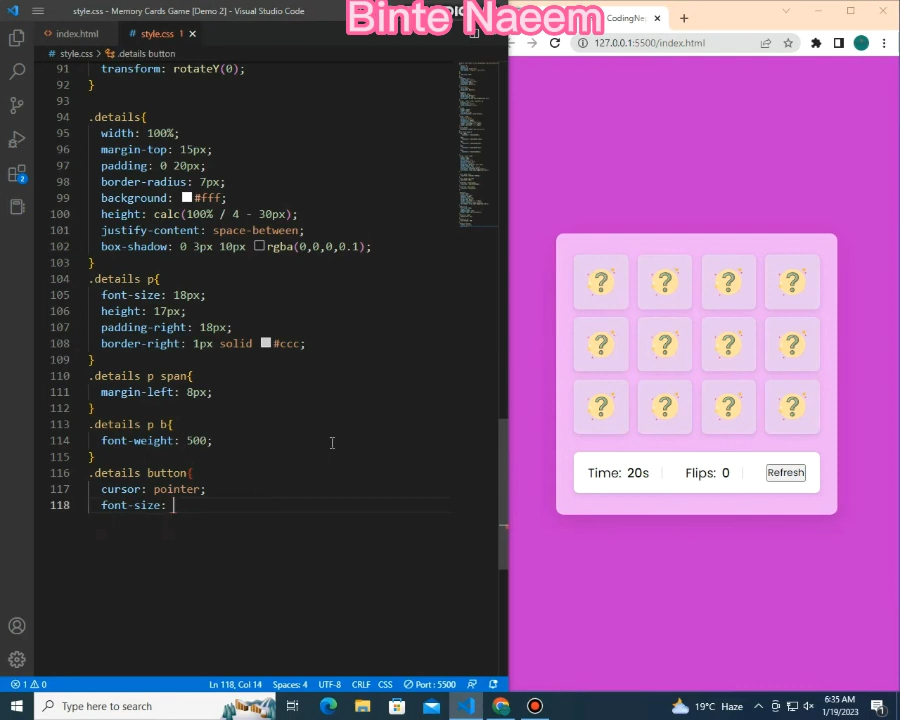 style.css - Memory Cards Game [Demo 2] - Visual Studio Code
Binte Naeem
CodingNe
index.html
# style.css 1
127.0.0.1:5500/index.html
# style.css > .details button
91 transform: rotateY(0);
92 }
93
94 .details{
95 width: 100%;
96 margin-top: 15px;
97 padding: 0 20px;
98 border-radius: 7px;
99 background: #fff;
100 height: calc(100% / 4 - 30px);
101 justify-content: space-between;
102 box-shadow: 0 3px 10px rgba(0,0,0,0.1);
103 }
104 .details p{
105 font-size: 18px;
106 height: 17px;
107 padding-right: 18px;
108 border-right: 1px solid #ccc;
109 }
110 .details p span{
111 margin-left: 8px;
112 }
113 .details p b{
114 font-weight: 500;
115 }
116 .details button{
117 cursor: pointer;
118 font-size:
2
? ? ? ?
? ? ? ?
? ? ? ?
Time: 20s Flips: 0 Refresh
1 0 Ln 118, Col 14 Spaces: 4 UTF-8 CRLF CSS Port : 5500
Type here to search
19°C Haze
6:35 AM
1/19/2023
1